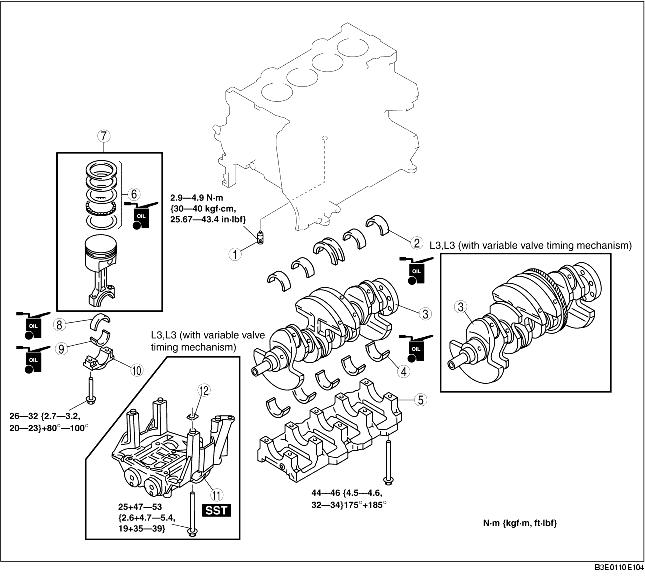 7
6
OIL
2.9—4.9 N·m
{30—40 kgf·cm,
25.67—43.4 in·lbf}
1
2
L3,L3 (with variable valve timing mechanism)
OIL
3
3
OIL
8
OIL
9
10
OIL
4
L3,L3 (with variable valve
timing mechanism)
12
5
26—32 {2.7—3.2,
20—23}+80°—100°
11
25+47—53
{2.6+4.7—5.4,
19+35—39}
SST
44—46 {4.5—4.6,
32—34}175°+185°
N·m {kgf·m, ft·lbf}
B3E0110E104